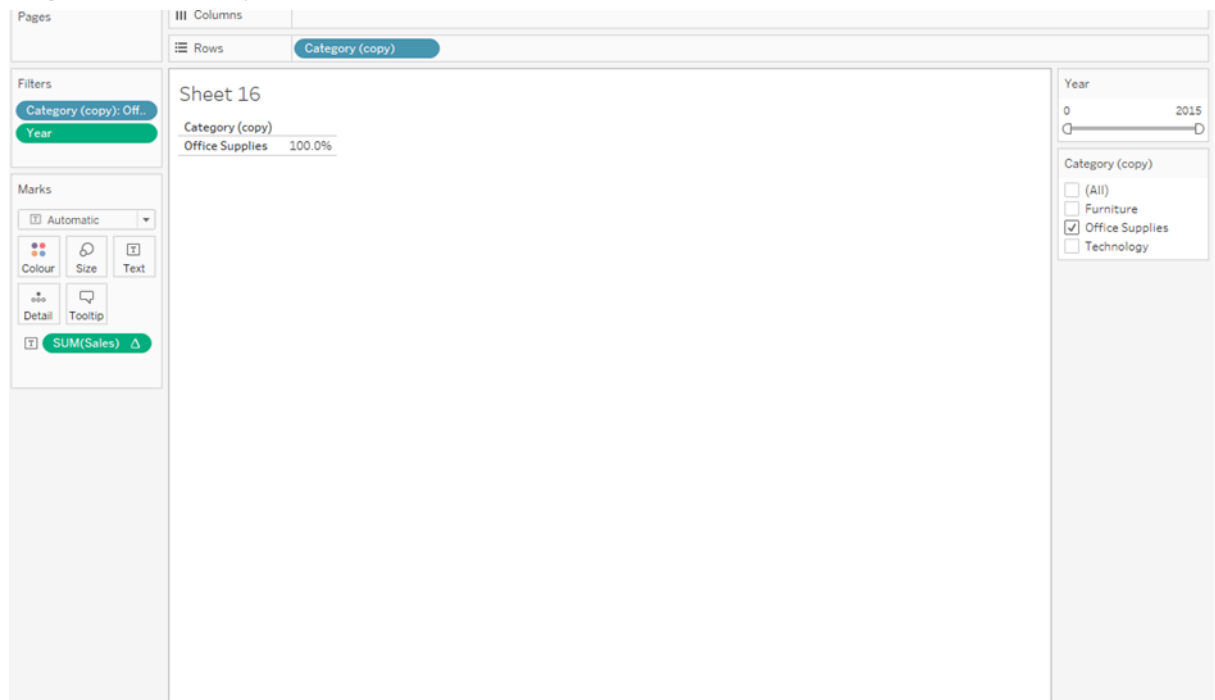 Pages
Columns
Rows
Category (copy)
Filters
Category (copy): Off..
Year
Marks
Automatic
Colour
Size
Text
Detail
Tooltip
SUM(Sales) Δ
Sheet 16
Category (copy)
Office Supplies 100.0%
Year
0 2015
Category (copy)
(All)
Furniture
Office Supplies
Technology